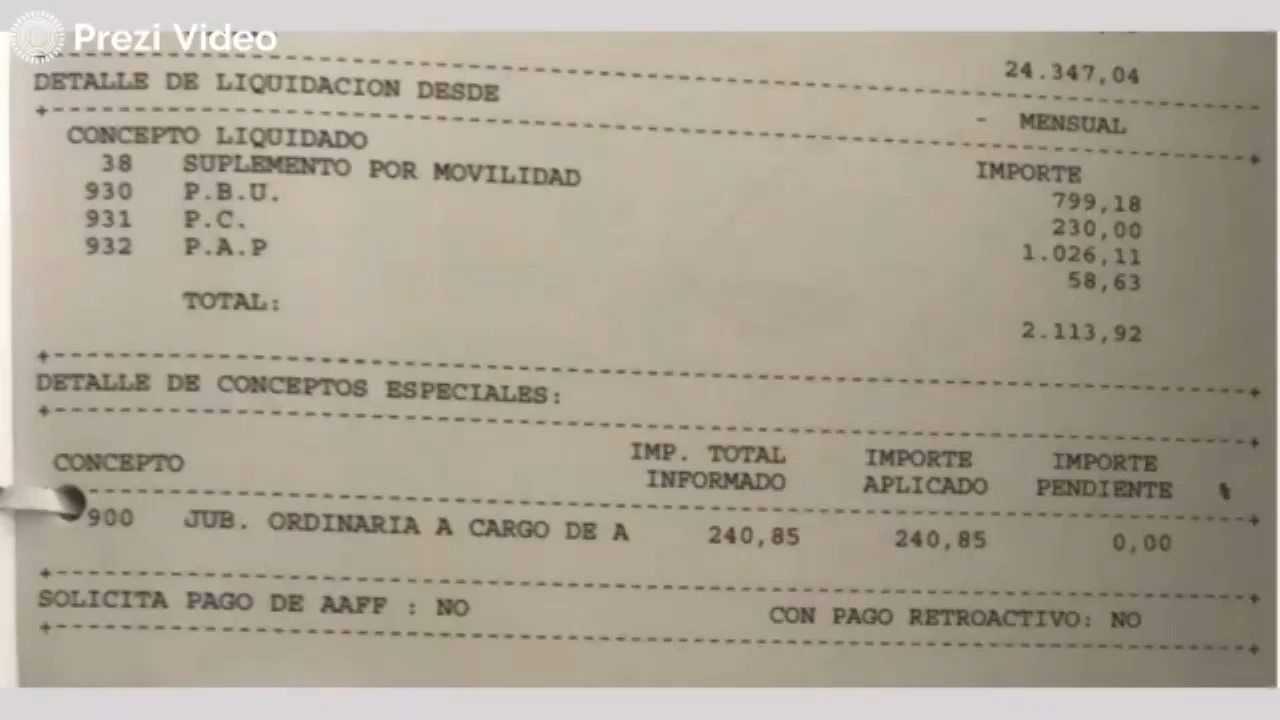 Prezi Video
24.347,04
DETALLE DE LIQUIDACION DESDE - MENSUAL
CONCEPTO LIQUIDADO IMPORTE
38 SUPLEMENTO POR MOVILIDAD 799,18
930 P.B.U. 230,00
931 P.C. 1.026,11
932 P.A.P 58,63
TOTAL: 2.113,92
DETALLE DE CONCEPTOS ESPECIALES:
CONCEPTO IMP. TOTAL IMPORTE IMPORTE
INFORMADO APLICADO PENDIENTE %
900 JUB. ORDINARIA A CARGO DE A 240,85 240,85 0,00
SOLICITA PAGO DE AAFF : NO CON PAGO RETROACTIVO: NO